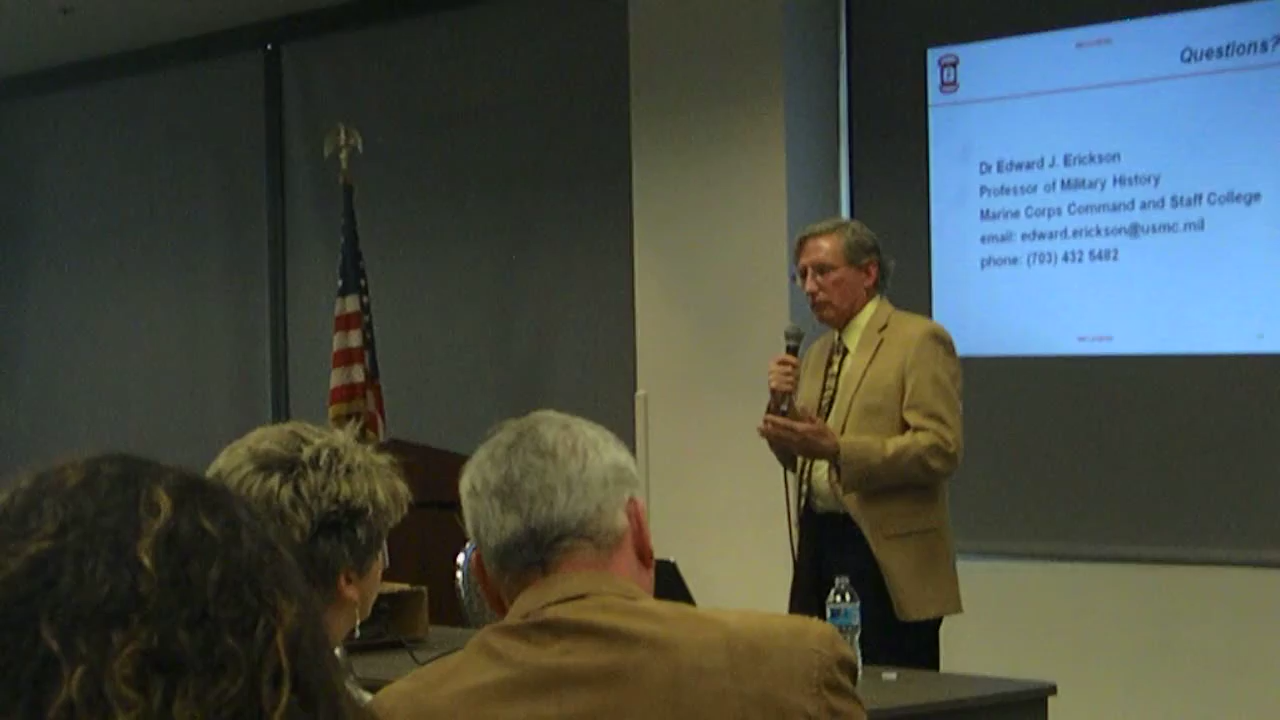 Questions?
Dr Edward J. Erickson
Professor of Military History
Marine Corps Command and Staff College
email: edward.erickson@usmc.mil
phone: (703) 432 5482